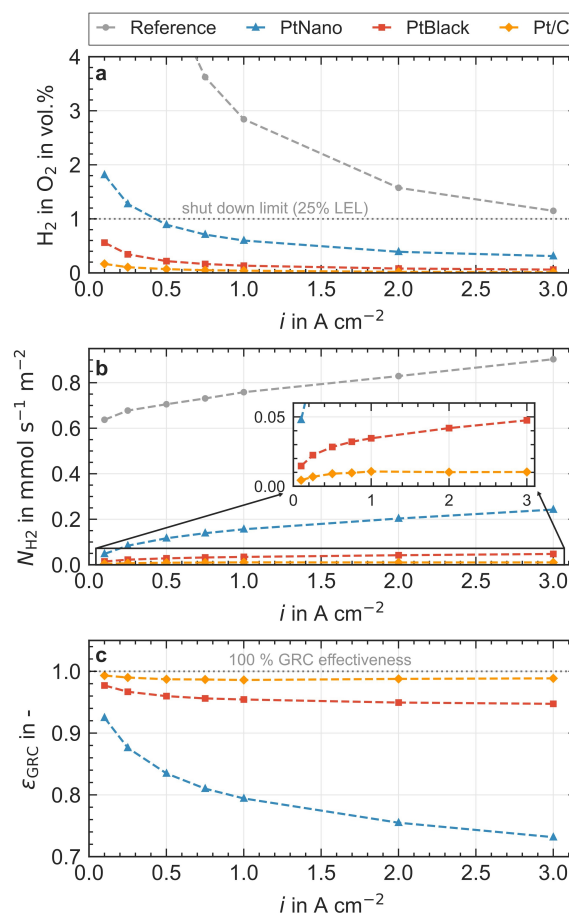 Reference PtNano PtBlack Pt/C
a
4
3
2
1
0
H₂ in O₂ in vol.%
shut down limit (25% LEL)
0.0 0.5 1.0 1.5 2.0 2.5 3.0
i in A cm⁻²
b
0.8
0.6
0.4
0.2
0.0
N_H2 in mmol s⁻¹ m⁻²
0.05
0.00
0 1 2 3
0.0 0.5 1.0 1.5 2.0 2.5 3.0
i in A cm⁻²
c
100 % GRC effectiveness
1.0
0.9
0.8
0.7
ε_GRC in -
0.0 0.5 1.0 1.5 2.0 2.5 3.0
i in A cm⁻²